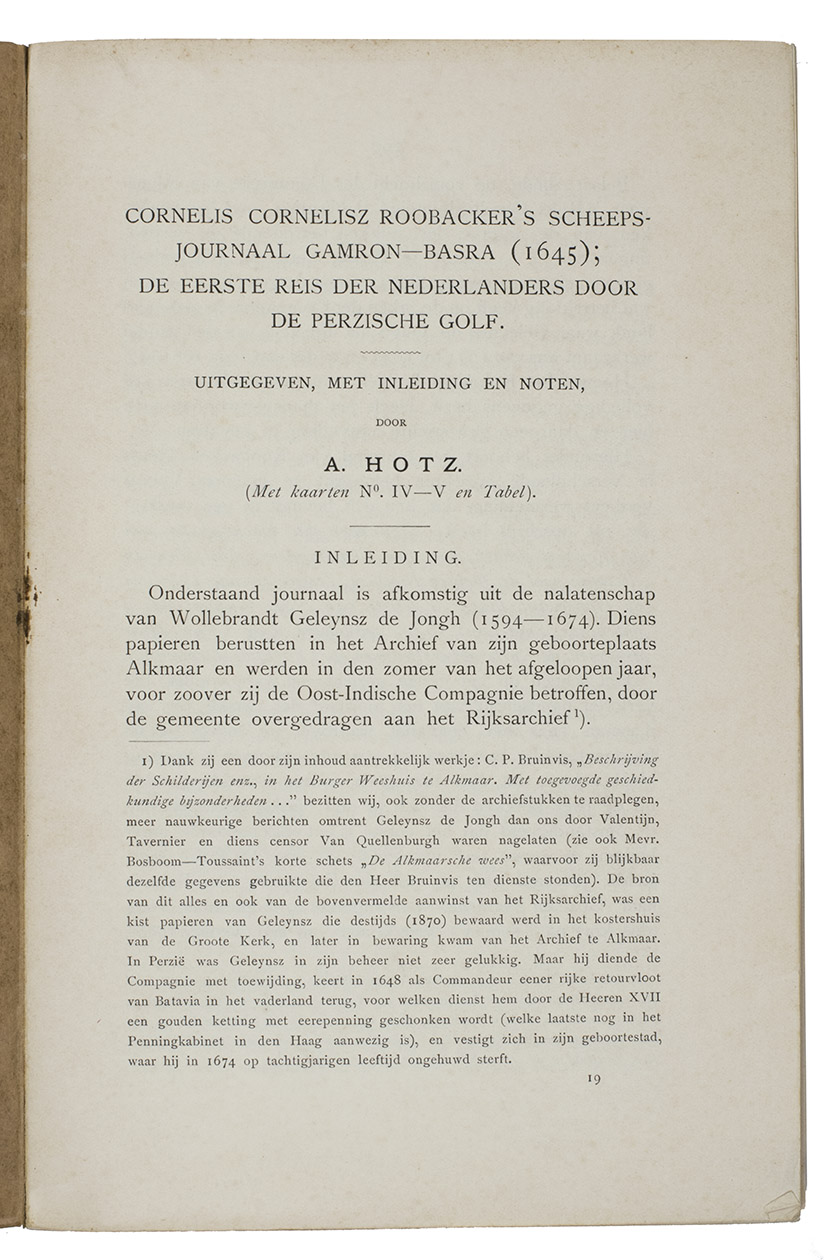 CORNELIS CORNELISZ ROOBACKER'S SCHEEPS-
JOURNAAL GAMRON—BASRA (1645);
DE EERSTE REIS DER NEDERLANDERS DOOR
DE PERZISCHE GOLF.
UITGEGEVEN, MET INLEIDING EN NOTEN,
DOOR
A. HOTZ.
(Met kaarten N⁰. IV—V en Tabel).
INLEIDING.
Onderstaand journaal is afkomstig uit de nalatenschap
van Wollebrandt Geleynsz de Jongh (1594—1674). Diens
papieren berustten in het Archief van zijn geboorteplaats
Alkmaar en werden in den zomer van het afgeloopen jaar,
voor zoover zij de Oost-Indische Compagnie betroffen, door
de gemeente overgedragen aan het Rijksarchief ¹).
1) Dank zij een door zijn inhoud aantrekkelijk werkje: C. P. Bruinvis, „Beschrijving
der Schilderijen enz., in het Burger Weeshuis te Alkmaar. Met toegevoegde geschied-
kundige bijzonderheden . . .” bezitten wij, ook zonder de archiefstukken te raadplegen,
meer nauwkeurige berichten omtrent Geleynsz de Jongh dan ons door Valentijn,
Tavernier en diens censor Van Quellenburgh waren nagelaten (zie ook Mevr.
Bosboom—Toussaint's korte schets „De Alkmaarsche wees”, waarvoor zij blijkbaar
dezelfde gegevens gebruikte die den Heer Bruinvis ten dienste stonden). De bron
van dit alles en ook van de bovenvermelde aanwinst van het Rijksarchief, was een
kist papieren van Geleynsz die destijds (1870) bewaard werd in het kostershuis
van de Groote Kerk, en later in bewaring kwam van het Archief te Alkmaar.
In Perzië was Geleynsz in zijn beheer niet zeer gelukkig. Maar hij diende de
Compagnie met toewijding, keert in 1648 als Commandeur eener rijke retourvloot
van Batavia in het vaderland terug, voor welken dienst hem door de Heeren XVII
een gouden ketting met eerepenning geschonken wordt (welke laatste nog in het
Penningkabinet in den Haag aanwezig is), en vestigt zich in zijn geboortestad,
waar hij in 1674 op tachtigjarigen leeftijd ongehuwd sterft.
19